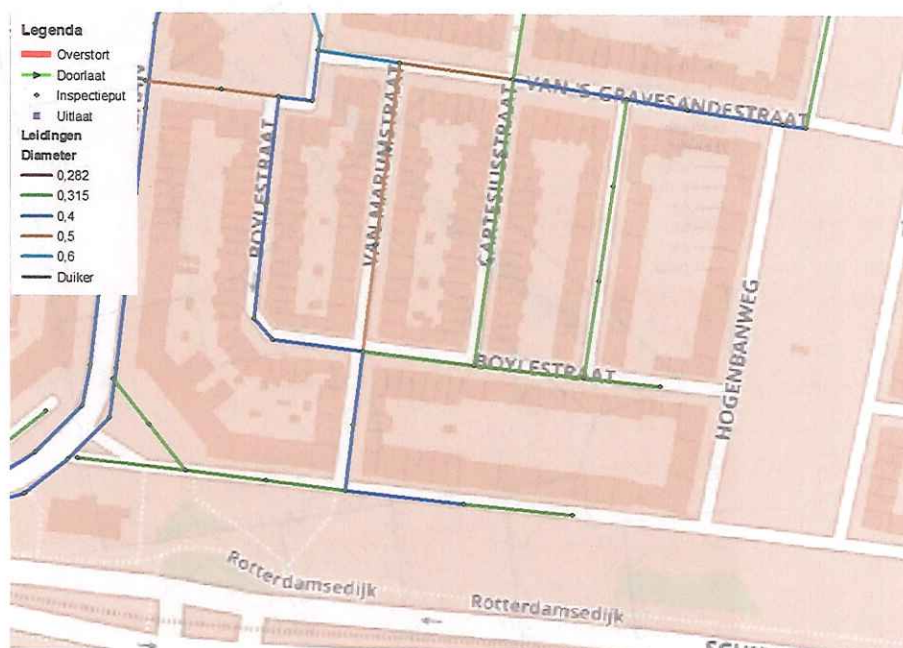 Legenda
Overstort
Doorlaat
Inspectieput
Uitlaat
Leidingen
Diameter
0,282
0,315
0,4
0,5
0,6
Duiker
VAN 'S GRAVESANDESTRAAT
BOYLESTRAAT
VAN MARUMSTRAAT
CARTESIUSSTRAAT
BOYLESTRAAT
HOGENBANWEG
Rotterdamsedijk
Rotterdamsedijk